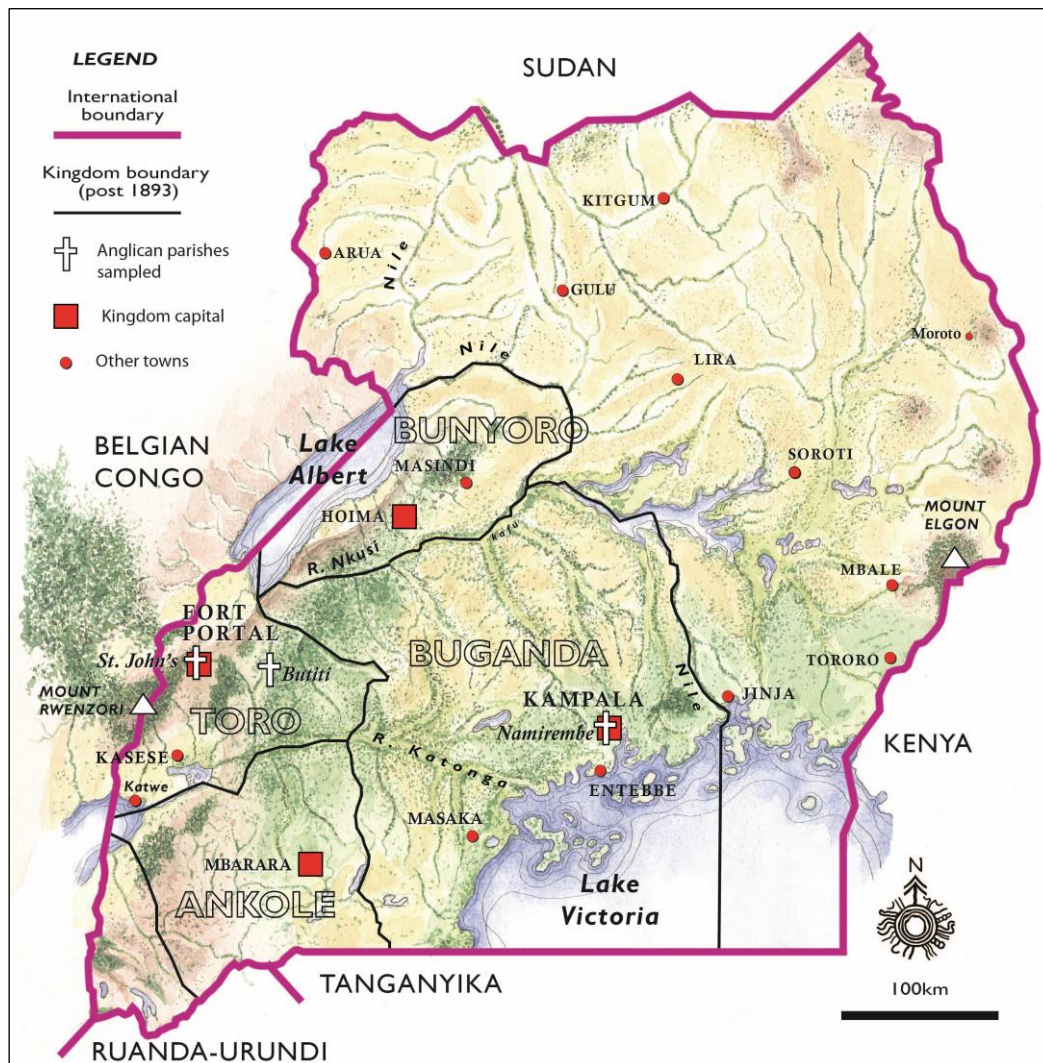 LEGEND
International
boundary
Kingdom boundary
(post 1893)
Anglican parishes
sampled
Kingdom capital
Other towns
SUDAN
KITGUM
ARUA
Nile
GULU
Moroto
Nile
LIRA
BELGIAN
CONGO
Lake
Albert
BUNYORO
MASINDI
SOROTI
HOIMA
MOUNT
ELGON
R. Nkusi
Kafu
MBALE
FORT
PORTAL
St. John's
Butiti
BUGANDA
TORORO
MOUNT
RWENZORI
TORO
KAMPALA
Namirembe
Nile
JINJA
KENYA
KASESE
R. Katonga
Katwe
ENTEBBE
MASAKA
MBARARA
ANKOLE
Lake
Victoria
N
TANGANYIKA
100km
RUANDA-URUNDI